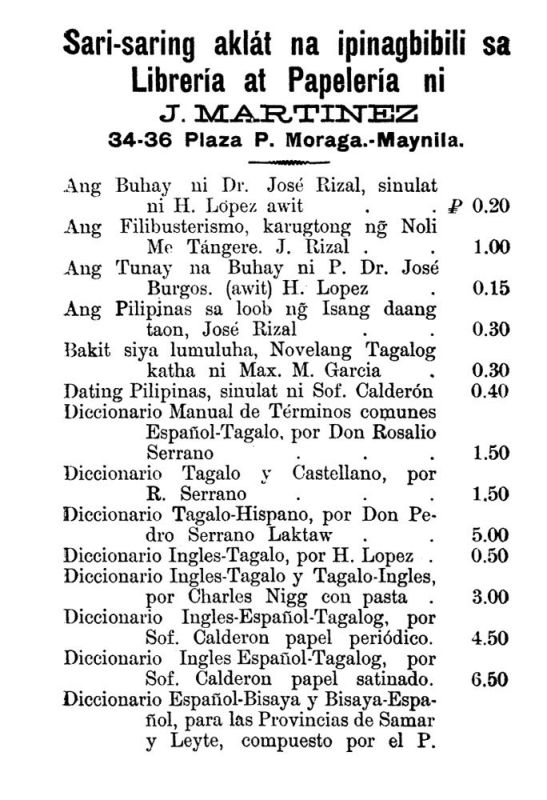 Sari-saring aklát na ipinagbibili sa
Librería at Papelería ni
J. MARTINEZ
34-36 Plaza P. Moraga.-Maynila.
Ang Buhay ni Dr. José Rizal, sinulat
ni H. Lopez awit . . ₱ 0.20
Ang Filibusterismo, karugtong ng̃ Noli
Me Tángere. J. Rizal . . 1.00
Ang Tunay na Buhay ni P. Dr. José
Burgos. (awit) H. Lopez . 0.15
Ang Pilipinas sa loob ng̃ Isang daang
taon, José Rizal . . 0.30
Bakit siya lumuluha, Novelang Tagalog
katha ni Max. M. Garcia . 0.30
Dating Pilipinas, sinulat ni Sof. Calderón 0.40
Diccionario Manual de Términos comunes
Español-Tagalo, por Don Rosalio
Serrano . . . 1.50
Diccionario Tagalo y Castellano, por
R. Serrano . . . 1.50
Diccionario Tagalo-Hispano, por Don Pe-
dro Serrano Laktaw . . 5.00
Diccionario Ingles-Tagalo, por H. Lopez . 0.50
Diccionario Ingles-Tagalo y Tagalo-Ingles,
por Charles Nigg con pasta . 3.00
Diccionario Ingles-Español-Tagalog, por
Sof. Calderon papel periódico. 4.50
Diccionario Ingles Español-Tagalog, por
Sof. Calderon papel satinado. 6.50
Diccionario Español-Bisaya y Bisaya-Espa-
ñol, para las Provincias de Samar
y Leyte, compuesto por el P.